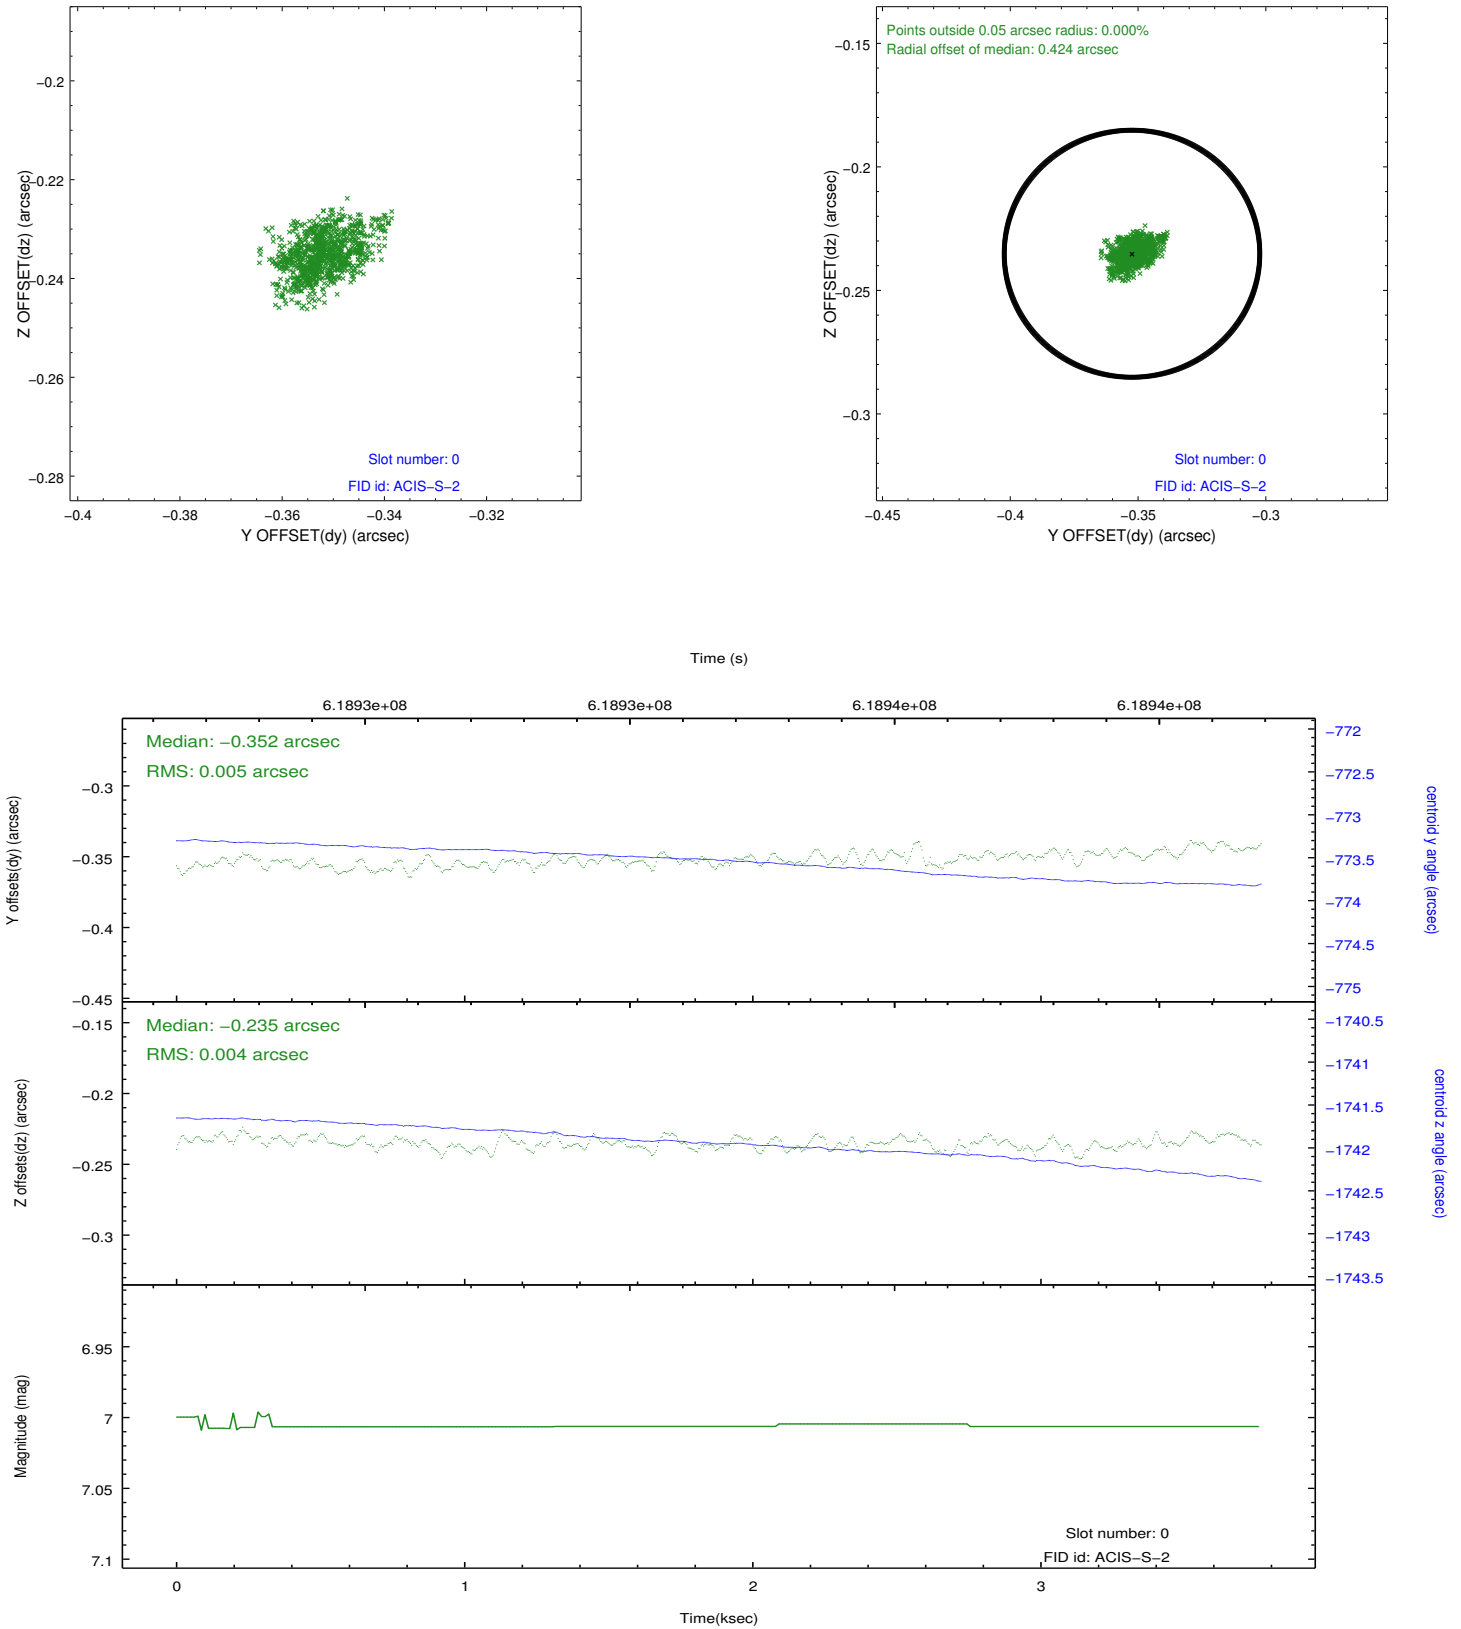 −0.2
−0.22
−0.24
−0.26
−0.28
Z OFFSET(dz) (arcsec)
Slot number: 0
FID id: ACIS−S−2
−0.4 −0.38 −0.36 −0.34 −0.32
Y OFFSET(dy) (arcsec)
Points outside 0.05 arcsec radius: 0.000%
Radial offset of median: 0.424 arcsec
−0.15
−0.2
−0.25
−0.3
Z OFFSET(dz) (arcsec)
Slot number: 0
FID id: ACIS−S−2
−0.45 −0.4 −0.35 −0.3
Y OFFSET(dy) (arcsec)
Time (s)
6.1893e+08 6.1893e+08 6.1894e+08 6.1894e+08
Median: −0.352 arcsec
RMS: 0.005 arcsec
−0.3
−0.35
−0.4
−0.45
Y offsets(dy) (arcsec)
−772
−772.5
−773
−773.5
−774
−774.5
−775
centroid y angle (arcsec)
Median: −0.235 arcsec
RMS: 0.004 arcsec
−0.15
−0.2
−0.25
−0.3
Z offsets(dz) (arcsec)
−1740.5
−1741
−1741.5
−1742
−1742.5
−1743
−1743.5
centroid z angle (arcsec)
6.95
7
7.05
7.1
Magnitude (mag)
Slot number: 0
FID id: ACIS−S−2
0 1 2 3
Time(ksec)